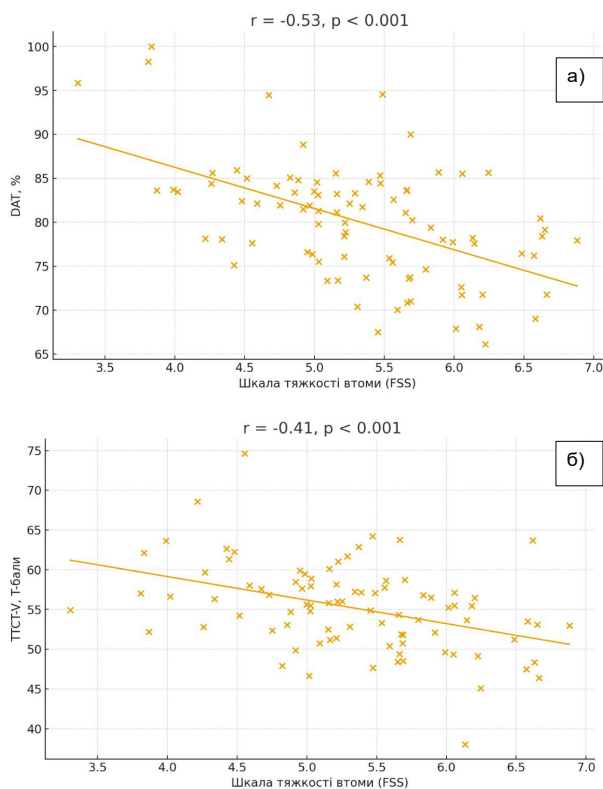 r = -0.53, p < 0.001
а)
100
95
90
85
80
75
70
65
DAT, %
3.5 4.0 4.5 5.0 5.5 6.0 6.5 7.0
Шкала тяжкості втоми (FSS)
r = -0.41, p < 0.001
б)
75
70
65
60
55
50
45
40
ТТСТ-V, Т-бали
3.5 4.0 4.5 5.0 5.5 6.0 6.5 7.0
Шкала тяжкості втоми (FSS)